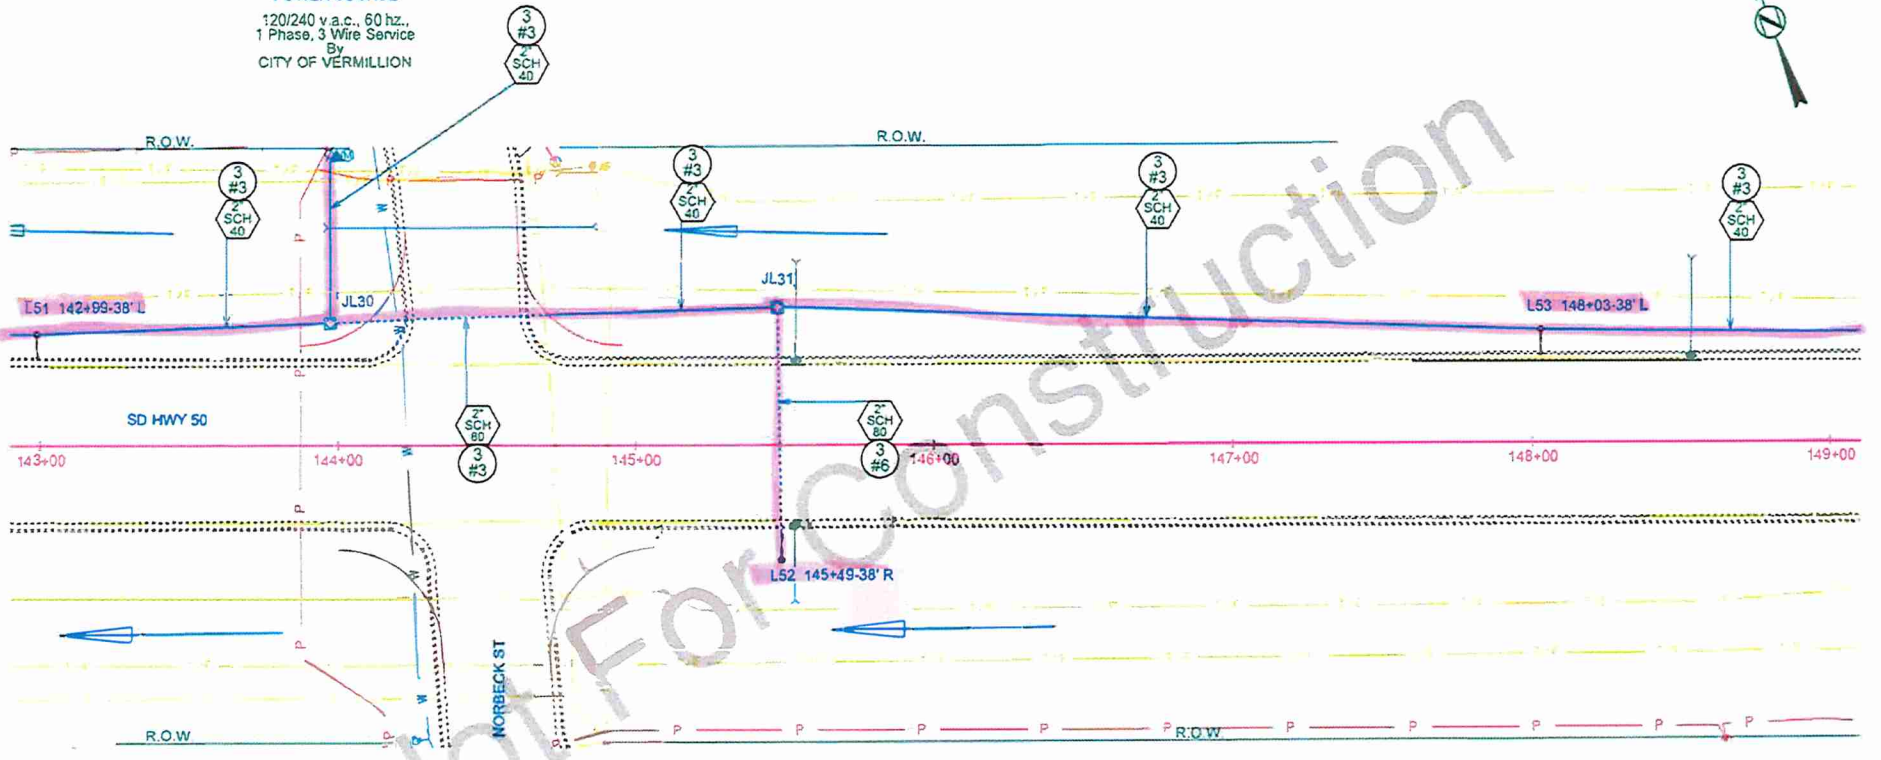 120/240 v.a.c., 60 hz.,
1 Phase, 3 Wire Service
By
CITY OF VERMILLION
3
#3
2"
SCH
40
N
R.O.W.
R.O.W.
3
#3
2"
SCH
40
3
#3
2"
SCH
40
3
#3
2"
SCH
40
3
#3
2"
SCH
40
W
P
L51 142+99-38' L
JL30
JL31
L53 148+03-38' L
P
SD HWY 50
2"
SCH
80
3
#3
2"
SCH
80
3
#6
W
143+00
144+00
145+00
146+00
147+00
148+00
149+00
P
W
L52 145+49-38' R
P
NORBECK ST
W
P
P
P
P
P
P
P
P
P
P
R.O.W
R.O.W.
For Construction